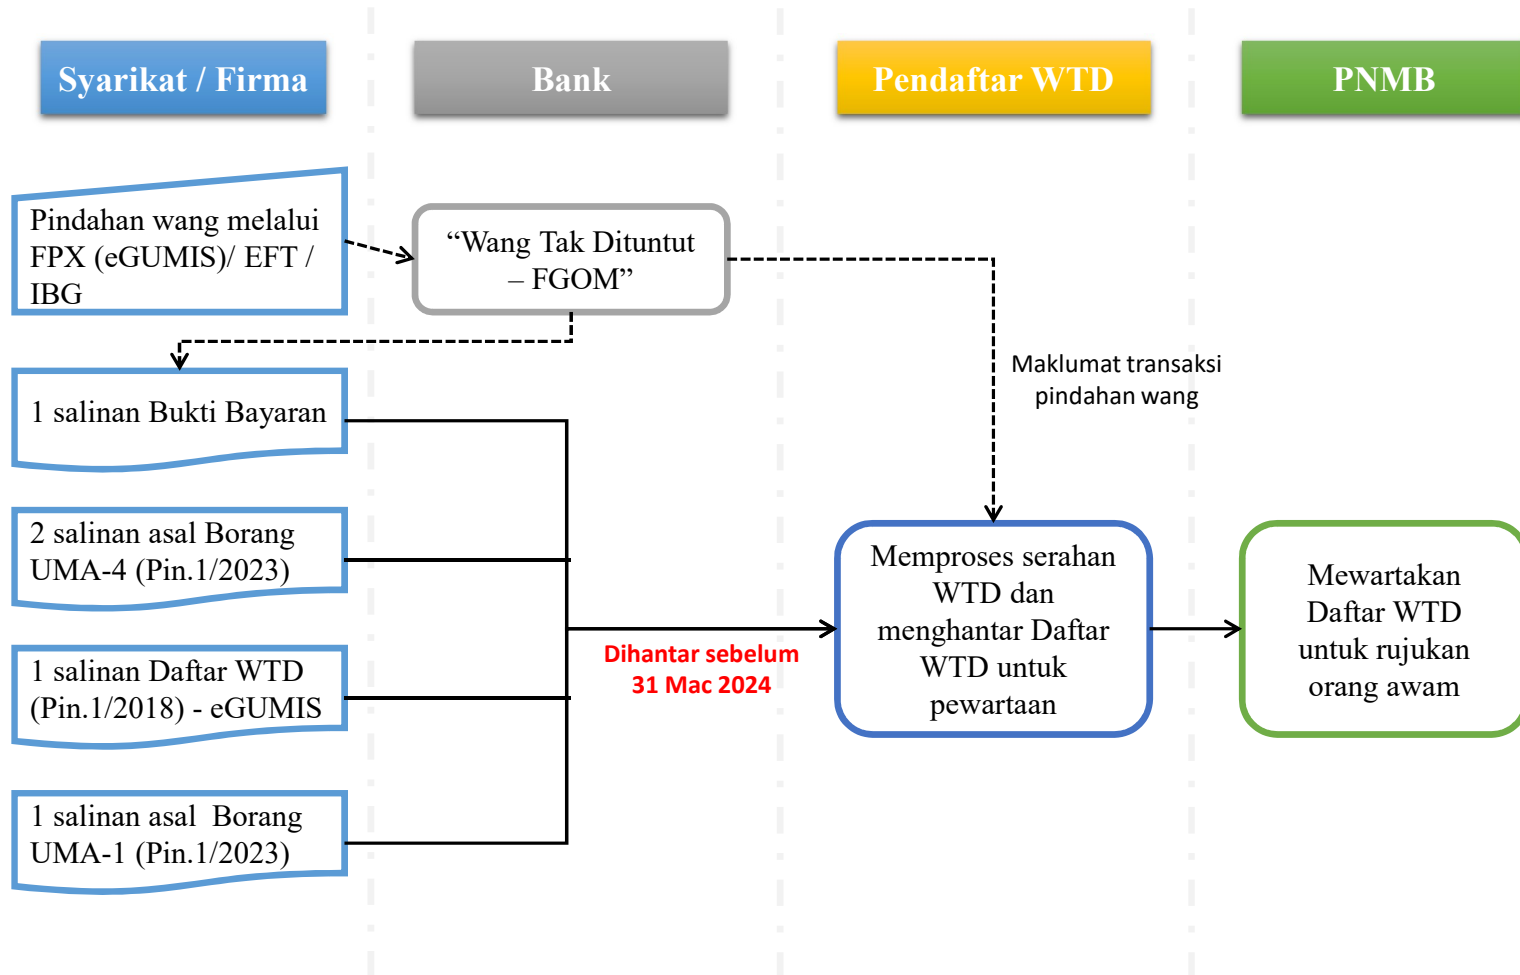 Syarikat / Firma
Bank
Pendaftar WTD
PNMB
Pindahan wang melalui
FPX (eGUMIS)/ EFT /
IBG
“Wang Tak Dituntut
– FGOM”
Maklumat transaksi
pindahan wang
1 salinan Bukti Bayaran
2 salinan asal Borang
UMA-4 (Pin.1/2023)
1 salinan Daftar WTD
(Pin.1/2018) - eGUMIS
1 salinan asal  Borang
UMA-1 (Pin.1/2023)
Dihantar sebelum
31 Mac 2024
Memproses serahan
WTD dan
menghantar Daftar
WTD untuk
pewartaan
Mewartakan
Daftar WTD
untuk rujukan
orang awam